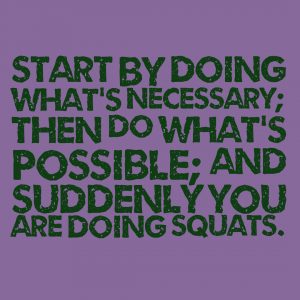 START BY DOING
WHAT'S NECESSARY;
THEN DO WHAT'S
POSSIBLE; AND
SUDDENLY YOU
ARE DOING SQUATS.